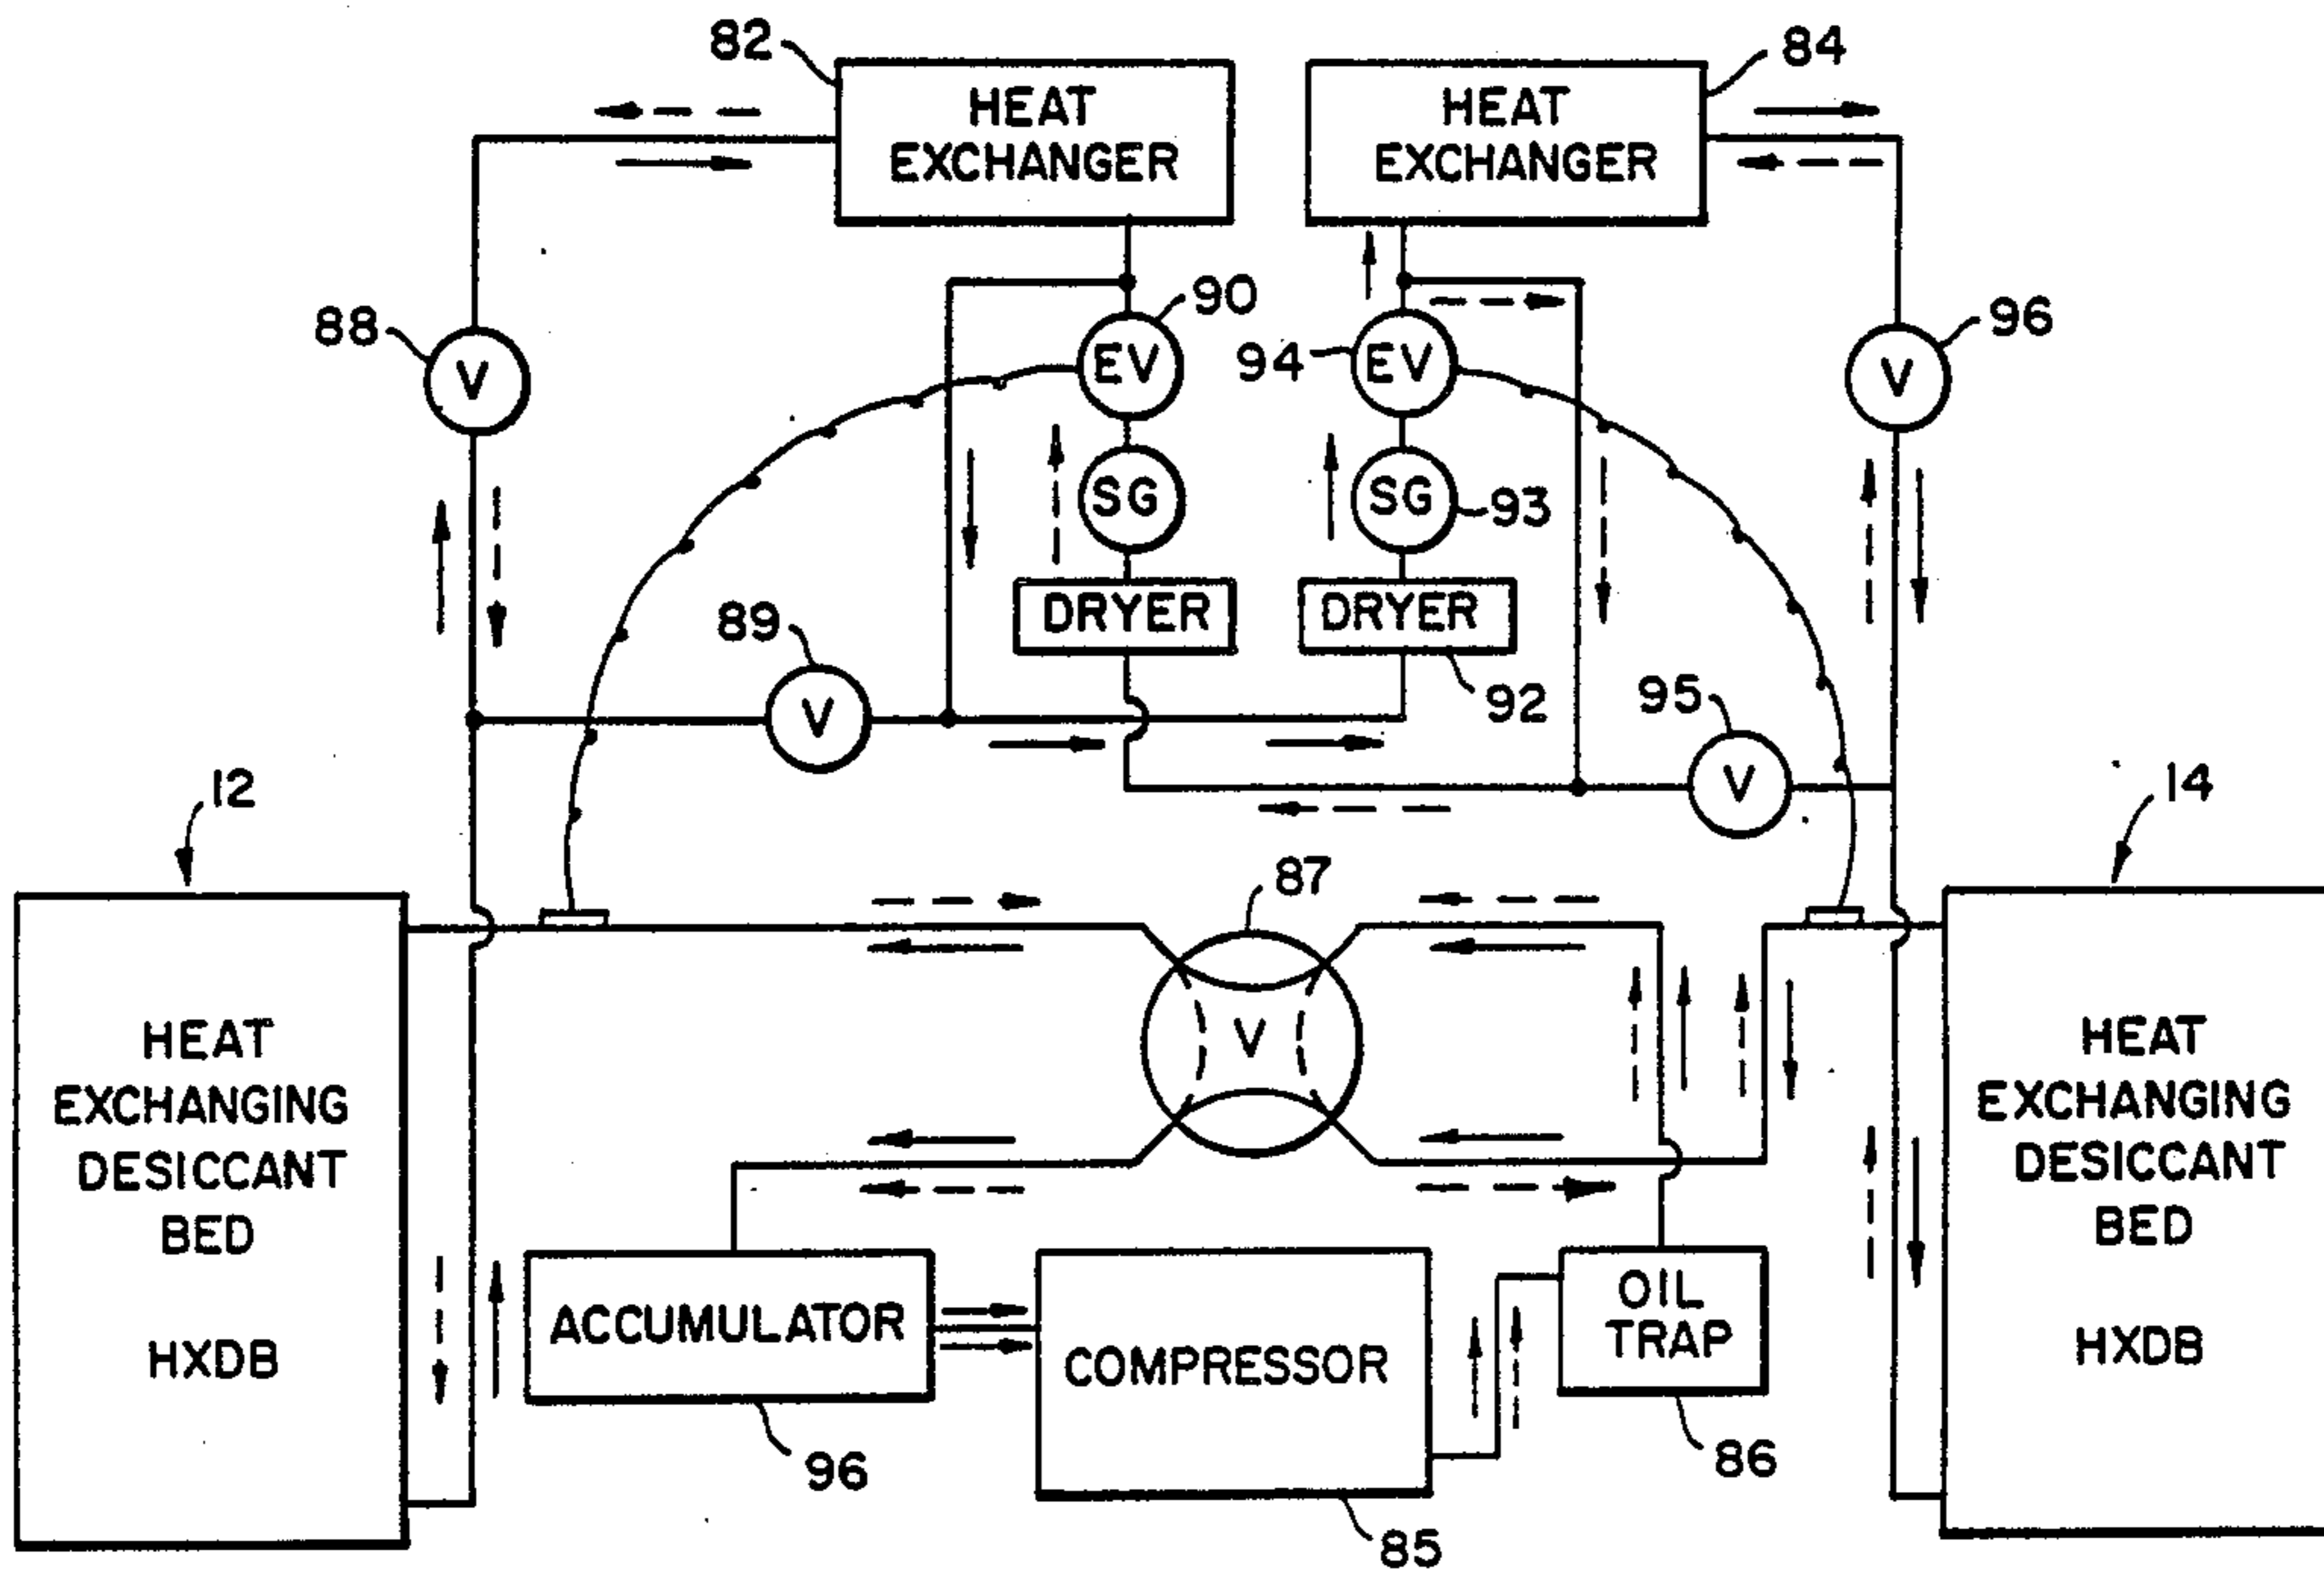 82
84
HEAT
EXCHANGER
HEAT
EXCHANGER
90
88
94
96
EV
EV
V
V
SG
SG
93
89
DRYER
DRYER
92
95
V
V
12
14
87
V
HEAT
EXCHANGING
DESICCANT
BED
HXDB
HEAT
EXCHANGING
DESICCANT
BED
HXDB
ACCUMULATOR
COMPRESSOR
OIL
TRAP
96
86
85